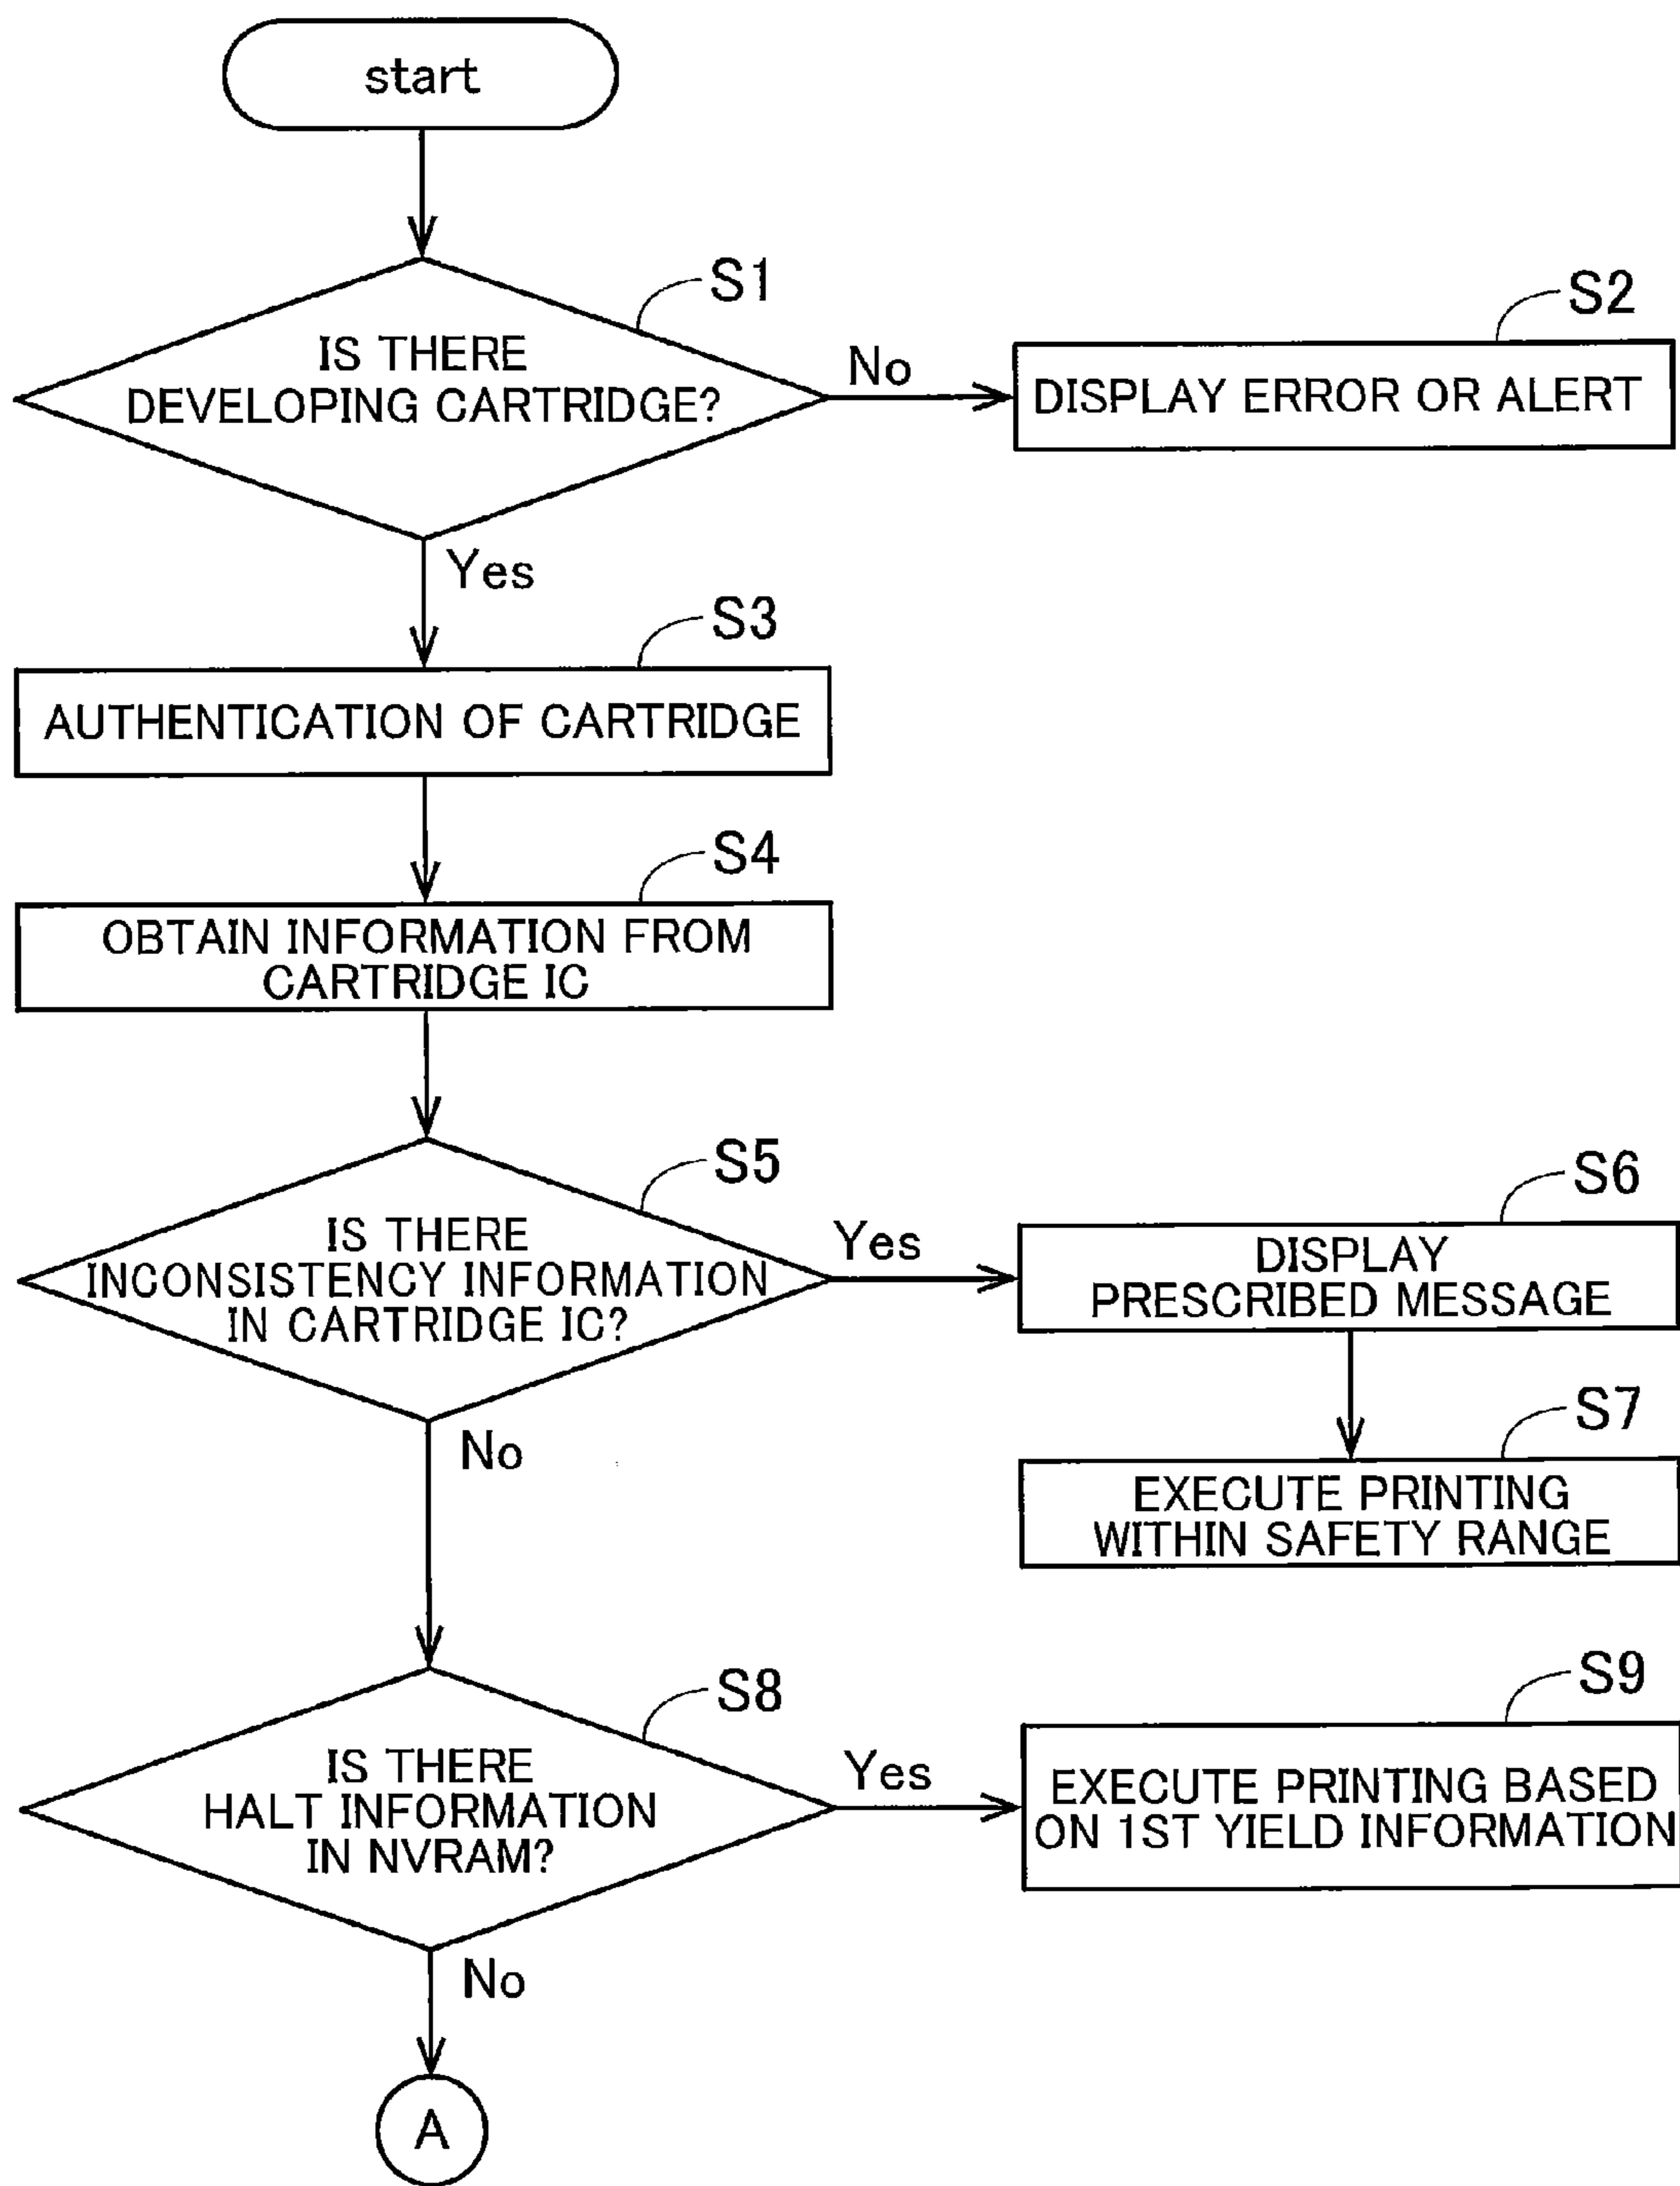 start
S1
IS THERE
DEVELOPING CARTRIDGE?
No
S2
DISPLAY ERROR OR ALERT
Yes
S3
AUTHENTICATION OF CARTRIDGE
S4
OBTAIN INFORMATION FROM
CARTRIDGE IC
S5
IS THERE
INCONSISTENCY INFORMATION
IN CARTRIDGE IC?
Yes
S6
DISPLAY
PRESCRIBED MESSAGE
S7
EXECUTE PRINTING
WITHIN SAFETY RANGE
No
S8
IS THERE
HALT INFORMATION
IN NVRAM?
Yes
S9
EXECUTE PRINTING BASED
ON 1ST YIELD INFORMATION
No
A